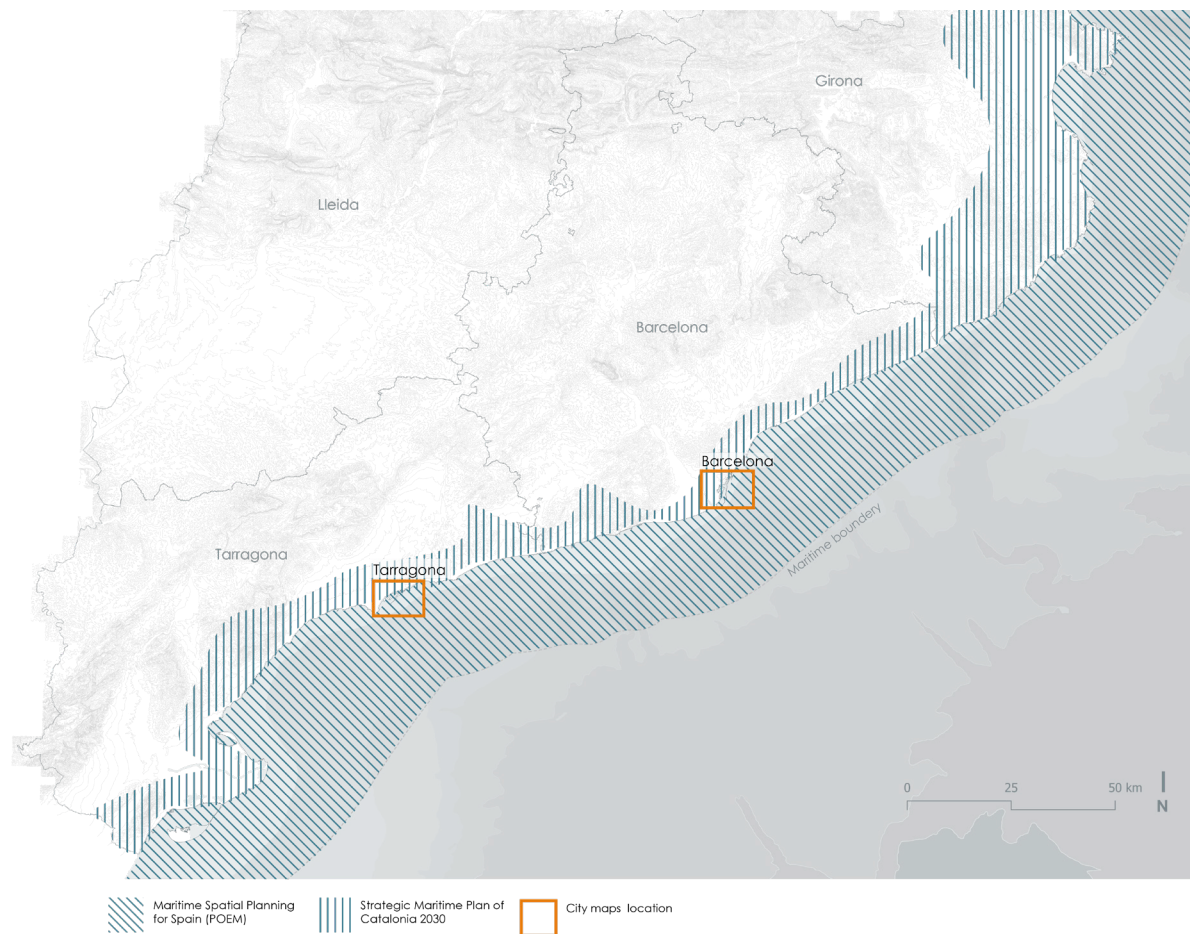 Girona
Lleida
Barcelona
Barcelona
Maritime boundary
Tarragona
Tarragona
0 25 50 km
N
Maritime Spatial Planning
for Spain (POEM)
Strategic Maritime Plan of
Catalonia 2030
City maps location